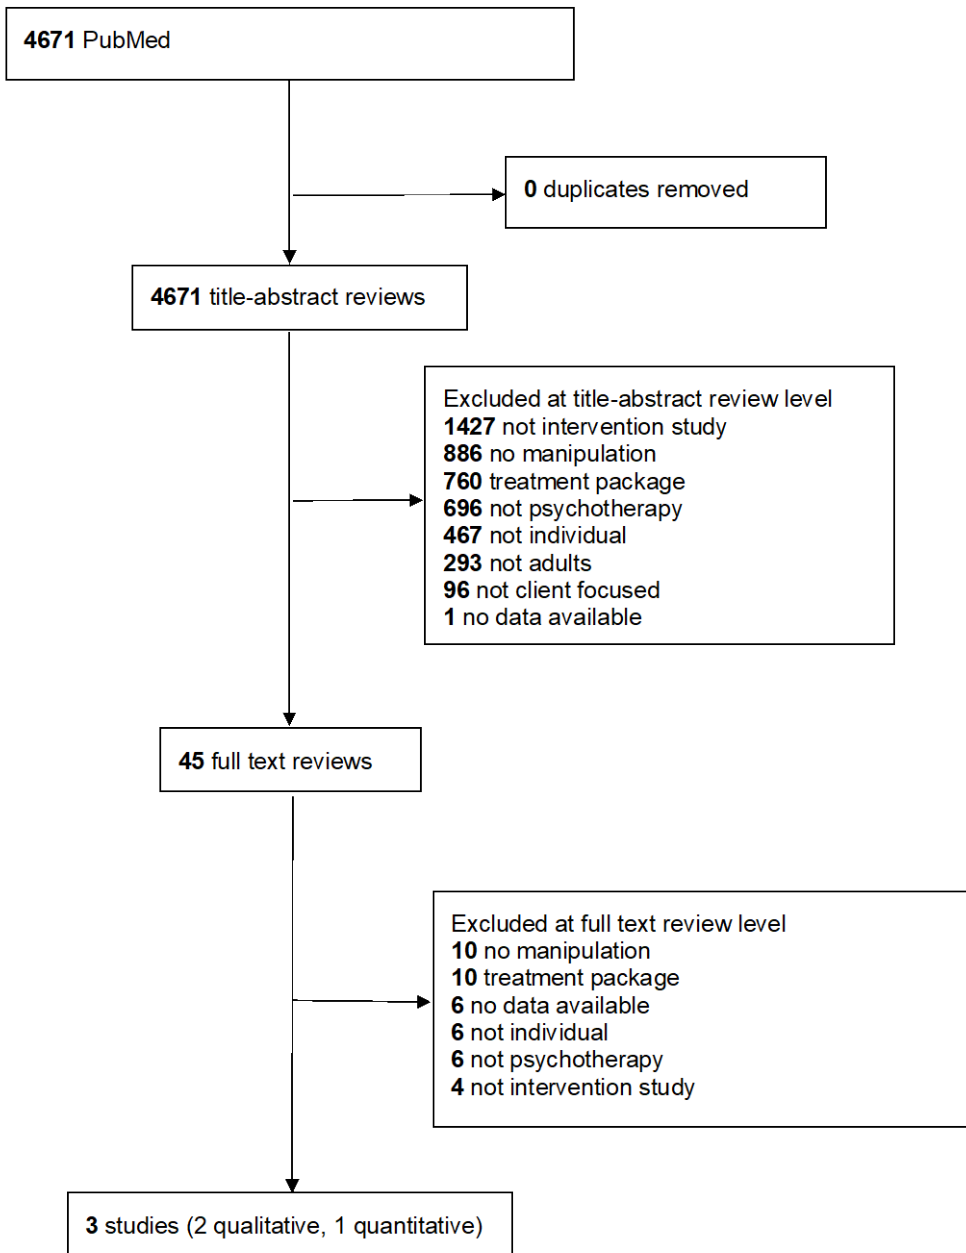 4671 PubMed
0 duplicates removed
4671 title-abstract reviews
Excluded at title-abstract review level
1427 not intervention study
886 no manipulation
760 treatment package
696 not psychotherapy
467 not individual
293 not adults
96 not client focused
1 no data available
45 full text reviews
Excluded at full text review level
10 no manipulation
10 treatment package
6 no data available
6 not individual
6 not psychotherapy
4 not intervention study
3 studies (2 qualitative, 1 quantitative)